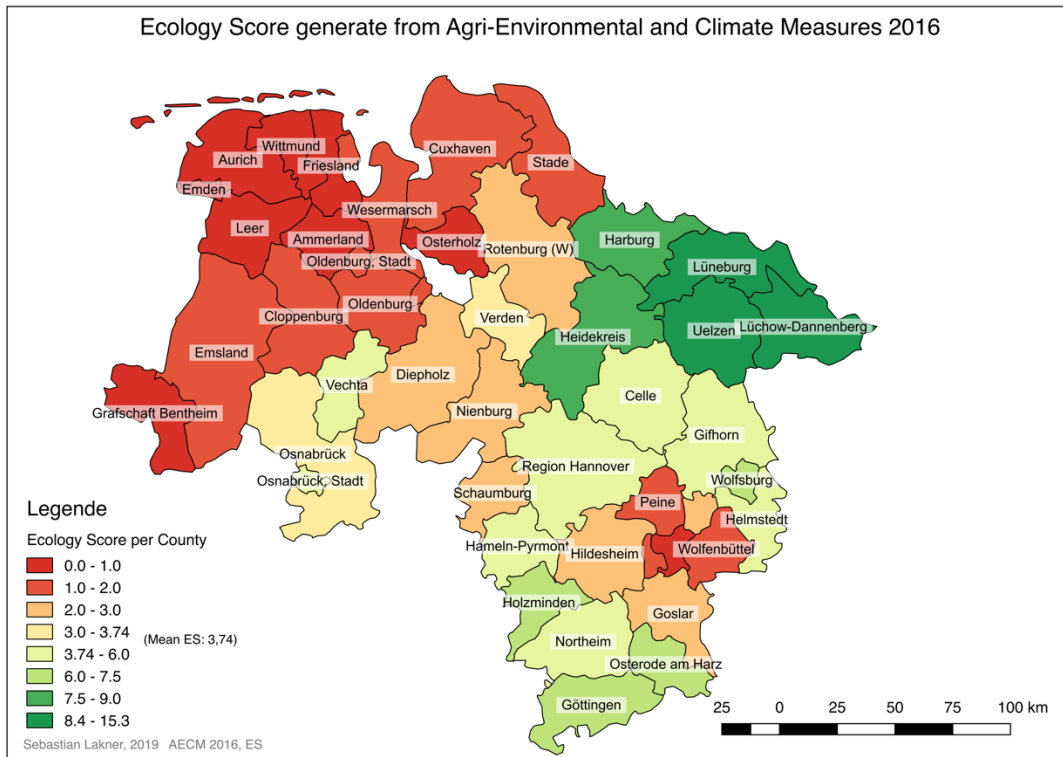 Ecology Score generate from Agri-Environmental and Climate Measures 2016
Wittmund
Aurich
Friesland
Emden
Cuxhaven
Stade
Wesermarsch
Leer
Ammerland
Osterholz
Rotenburg (W)
Harburg
Oldenburg, Stadt
Lüneburg
Cloppenburg
Oldenburg
Verden
Heidekreis
Uelzen
Lüchow-Dannenberg
Emsland
Vechta
Diepholz
Celle
Grafschaft Bentheim
Nienburg
Gifhorn
Osnabrück
Region Hannover
Osnabrück, Stadt
Schaumburg
Wolfsburg
Peine
Helmstedt
Hameln-Pyrmont
Hildesheim
Wolfenbüttel
Holzminden
Goslar
Northeim
Osterode am Harz
Göttingen
Legende
Ecology Score per County
0.0 - 1.0
1.0 - 2.0
2.0 - 3.0
3.0 - 3.74 (Mean ES: 3,74)
3.74 - 6.0
6.0 - 7.5
7.5 - 9.0
8.4 - 15.3
25 0 25 50 75 100 km
Sebastian Lakner, 2019 AECM 2016, ES